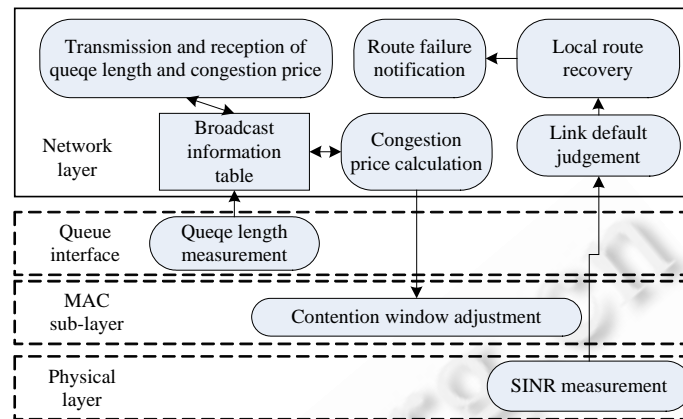 Transmission and reception of
queqe length and congestion price
Route failure
notification
Local route
recovery
Network
layer
Broadcast
information
table
Congestion
price calculation
Link default
judgement
Queue
interface
Queqe length
measurement
MAC
sub-layer
Contention window adjustment
Physical
layer
SINR measurement